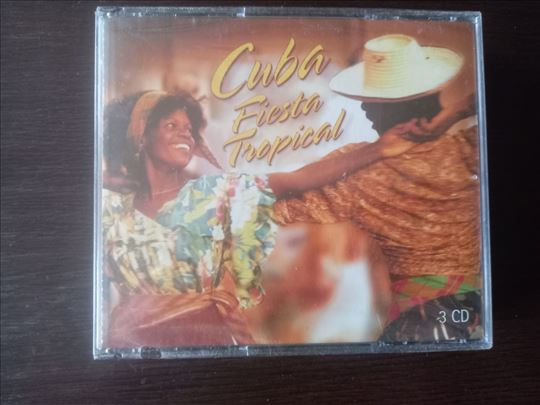 Cuba
Fiesta
Tropical
3 CD